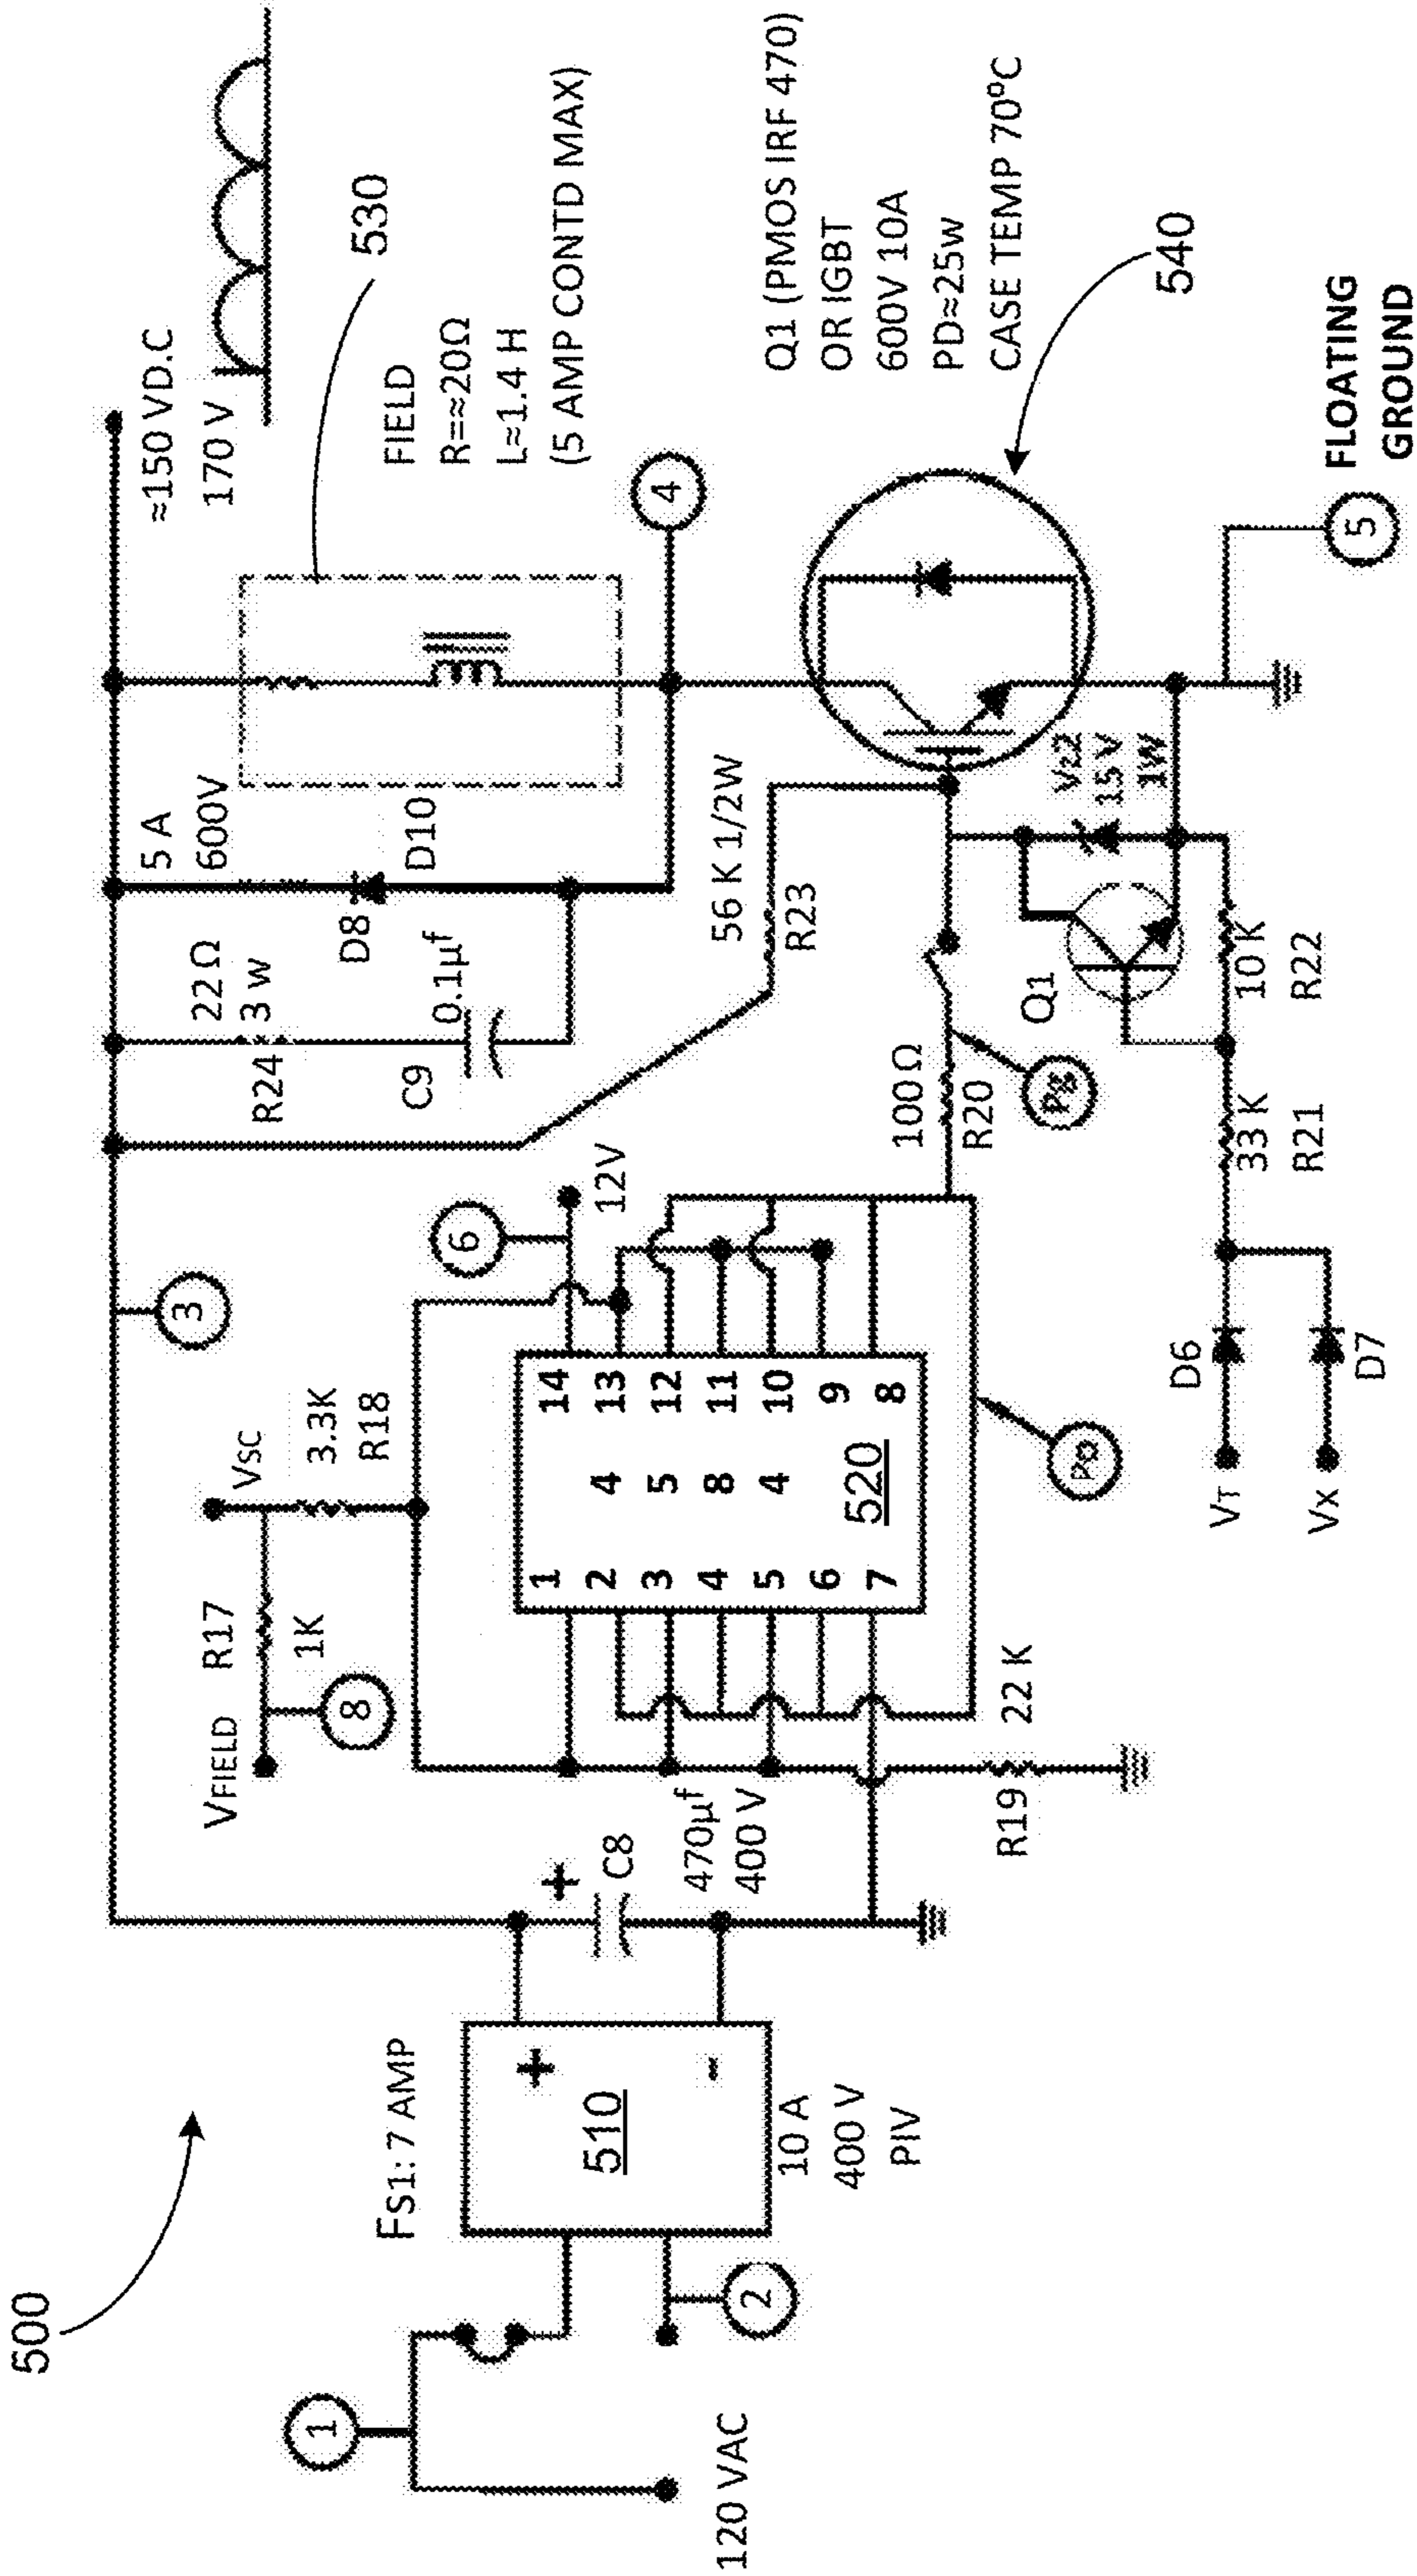 500
1
120 VAC
2
FS1: 7 AMP
510
+
-
10 A
400 V
PIV
+
C8
470µf
400 V
3
VFIELD
8
R17
1K
VSC
3.3K
R18
R19
22 K
1
2
3
4
5
6
7
4
5
8
4
520
14
13
12
11
10
9
8
6
12V
Po
100 Ω
R20
Pg
VT
VX
D6
D7
33 K
R21
10 K
R22
Q1
VZ2
15 V
1W
56 K 1/2W
R23
R24
22 Ω
3 w
C9
0.1µf
D8
D10
5 A
600V
≈150 VD.C
170 V
530
FIELD
R=≈20Ω
L≈1.4 H
(5 AMP CONTD MAX)
4
Q1 (PMOS IRF 470)
OR IGBT
600V 10A
PD≈25w
CASE TEMP 70ºC
540
5
FLOATING
GROUND